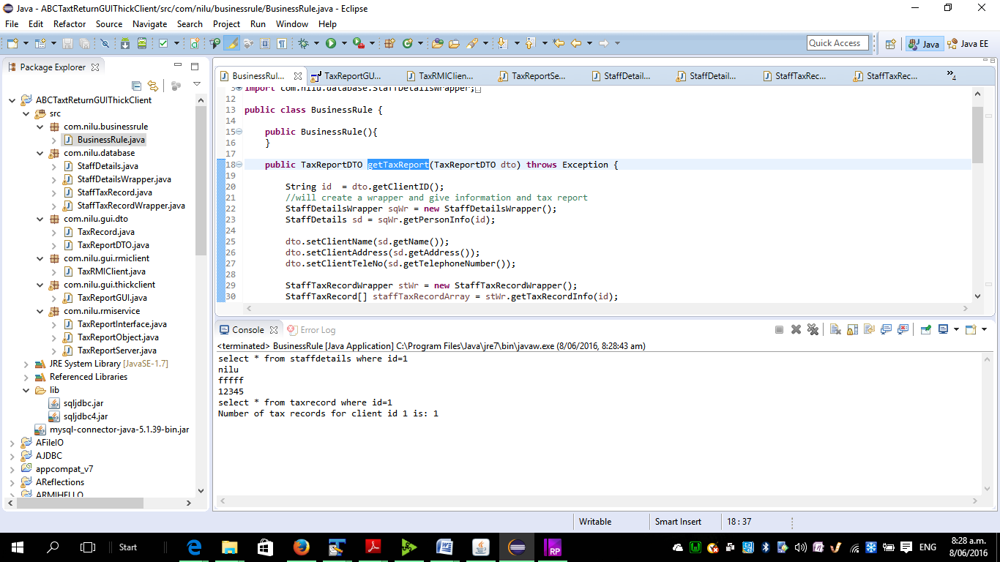 Java - ABCTaxtReturnGUIThickClient/src/com/nilu/businessrule/BusinessRule.java - Eclipse
File Edit Refactor Source Navigate Search Project Run Window Help
Quick Access
Java
Java EE
Package Explorer
ABCTaxtReturnGUIThickClient
src
com.nilu.businessrule
BusinessRule.java
com.nilu.database
StaffDetails.java
StaffDetailsWrapper.java
StaffTaxRecord.java
StaffTaxRecordWrapper.java
com.nilu.gui.dto
TaxRecord.java
TaxReportDTO.java
com.nilu.gui.rmiclient
TaxRMIClient.java
com.nilu.gui.thickclient
TaxReportGUI.java
com.nilu.rmiservice
TaxReportInterface.java
TaxReportObject.java
TaxReportServer.java
JRE System Library [JavaSE-1.7]
Referenced Libraries
lib
sqljdbc.jar
sqljdbc4.jar
mysql-connector-java-5.1.39-bin.jar
AFileIO
AJDBC
appcompat_v7
AReflections
ARMIHELLO
BusinessRul... TaxReportGU... TaxRMIClien... TaxReportSe... StaffDetail... StaffDetail... StaffTaxRec... StaffTaxRec... »4
import com.nilu.database.StaffDetailsWrapper;
12
13 public class BusinessRule {
14
15 public BusinessRule(){
16 }
17
18 public TaxReportDTO getTaxReport(TaxReportDTO dto) throws Exception {
19
20 String id  = dto.getClientID();
21 //will create a wrapper and give information and tax report
22 StaffDetailsWrapper sqWr = new StaffDetailsWrapper();
23 StaffDetails sd = sqWr.getPersonInfo(id);
24
25 dto.setClientName(sd.getName());
26 dto.setClientAddress(sd.getAddress());
27 dto.setClientTeleNo(sd.getTelephoneNumber());
28
29 StaffTaxRecordWrapper stWr = new StaffTaxRecordWrapper();
30 StaffTaxRecord[] staffTaxRecordArray = stWr.getTaxRecordInfo(id);
Console Error Log
<terminated> BusinessRule [Java Application] C:\Program Files\Java\jre7\bin\javaw.exe (8/06/2016, 8:28:43 am)
select * from staffdetails where id=1
nilu
fffff
12345
select * from taxrecord where id=1
Number of tax records for client id 1 is: 1
Writable
Smart Insert
18 : 37
Start
RP
ENG
8:28 a.m.
8/06/2016